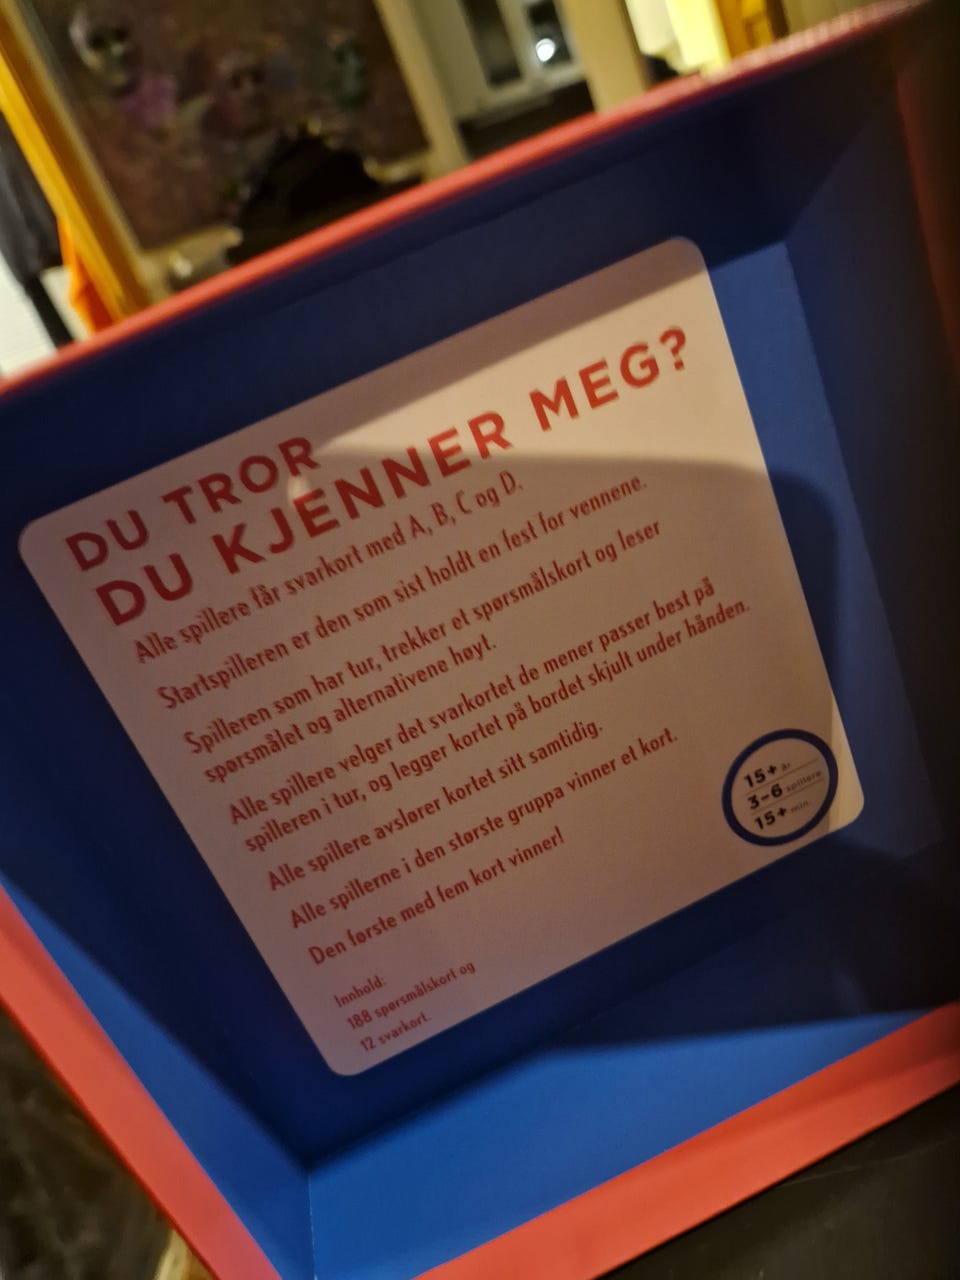 DU TROR
DU KJENNER MEG?
Alle spillere får svarkort med A, B, C og D.
Startspilleren er den som sist holdt en fest for vennene.
Spilleren som har tur, trekker et spørsmålskort og leser
spørsmålet og alternativene høyt.
Alle spillere velger det svarkortet de mener passer best på
spilleren i tur, og legger kortet på bordet skjult under hånden.
Alle spillere avslører kortet sitt samtidig.
Alle spillerne i den største gruppa vinner et kort.
Den første med fem kort vinner!
Innhold:
188 spørsmålskort og
12 svarkort.
15+ år
3-6 spillere
15+ min.